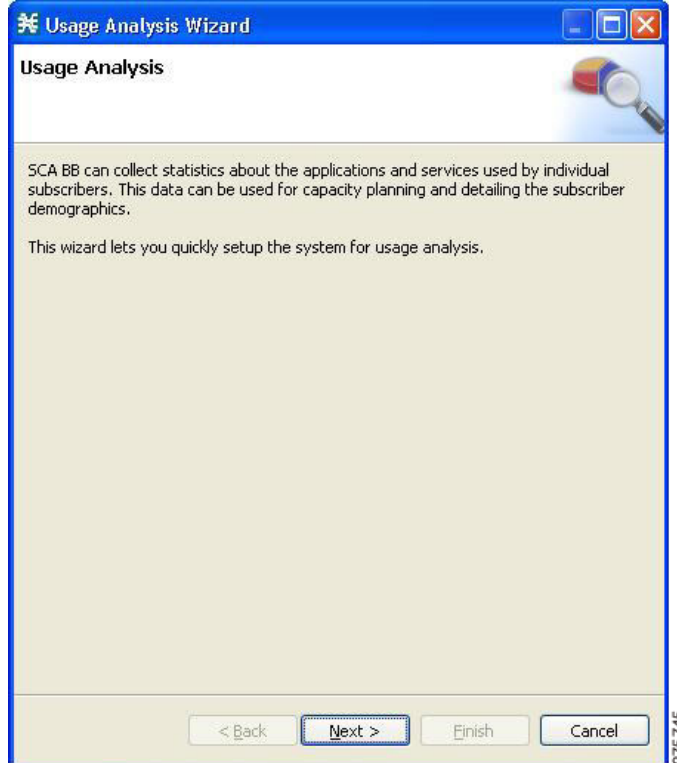 Usage Analysis Wizard
Usage Analysis
SCA BB can collect statistics about the applications and services used by individual
subscribers. This data can be used for capacity planning and detailing the subscriber
demographics.
This wizard lets you quickly setup the system for usage analysis.
< Back
Next >
Finish
Cancel